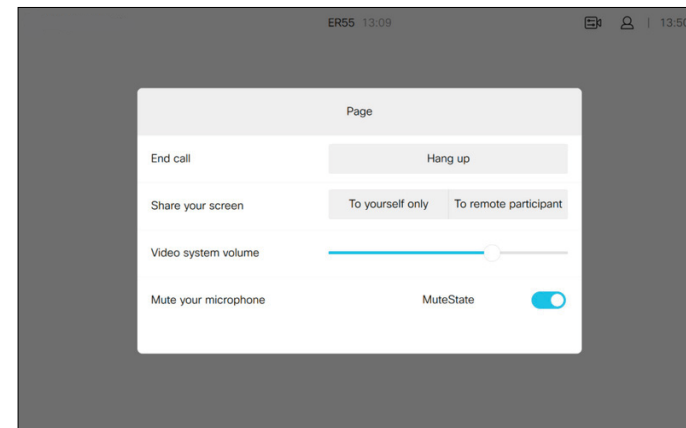 ER55 13:09
13:50
Page
End call Hang up
Share your screen To yourself only To remote participant
Video system volume
Mute your microphone MuteState